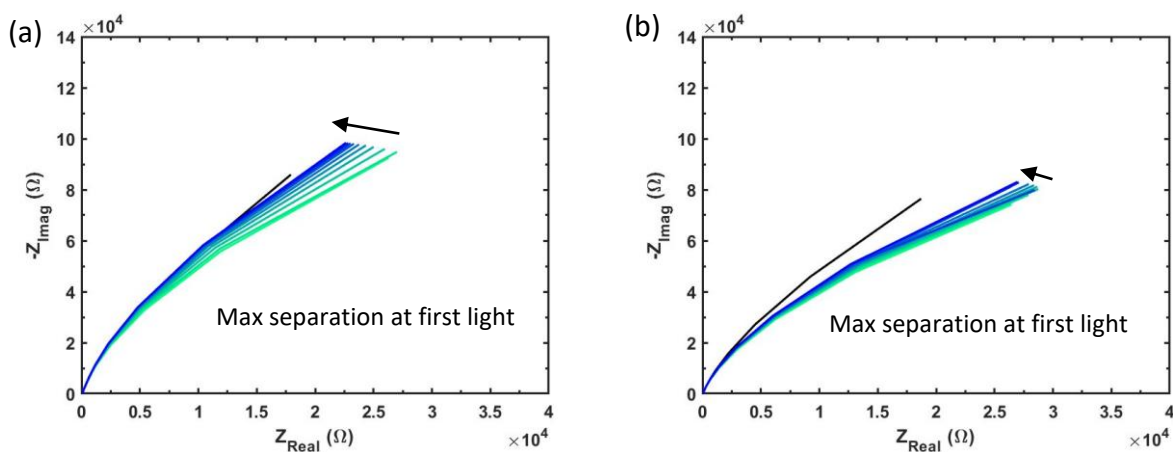 (a)
×10⁴
14
12
10
8
6
4
2
0
-Z_Imag (Ω)
Max separation at first light
0 0.5 1 1.5 2 2.5 3 3.5 4
Z_Real (Ω)
×10⁴
(b)
×10⁴
14
12
10
8
6
4
2
0
-Z_Imag (Ω)
Max separation at first light
0 0.5 1 1.5 2 2.5 3 3.5 4
Z_Real (Ω)
×10⁴